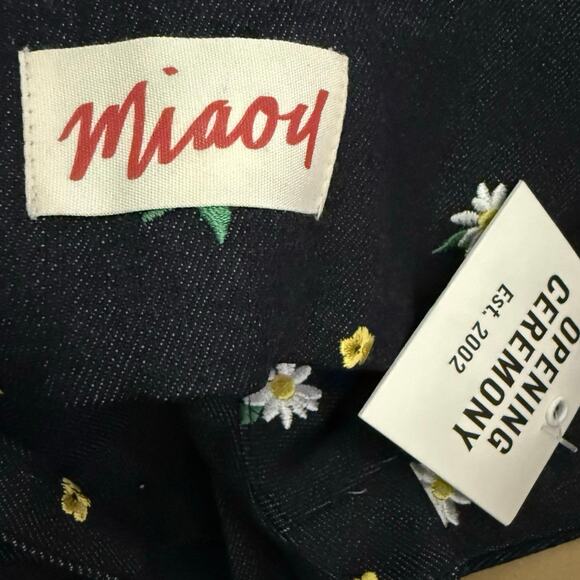 Miaou
OPENING
CEREMONY
Est. 2002